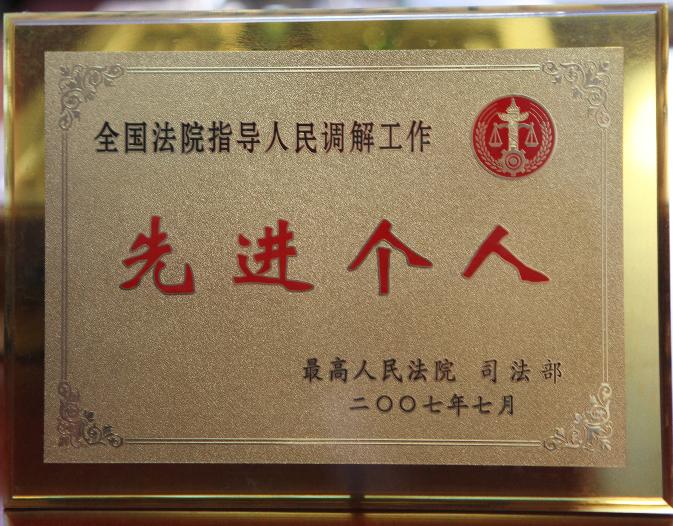 全国法院指导人民调解工作
先进个人
最高人民法院 司法部
二〇〇七年七月